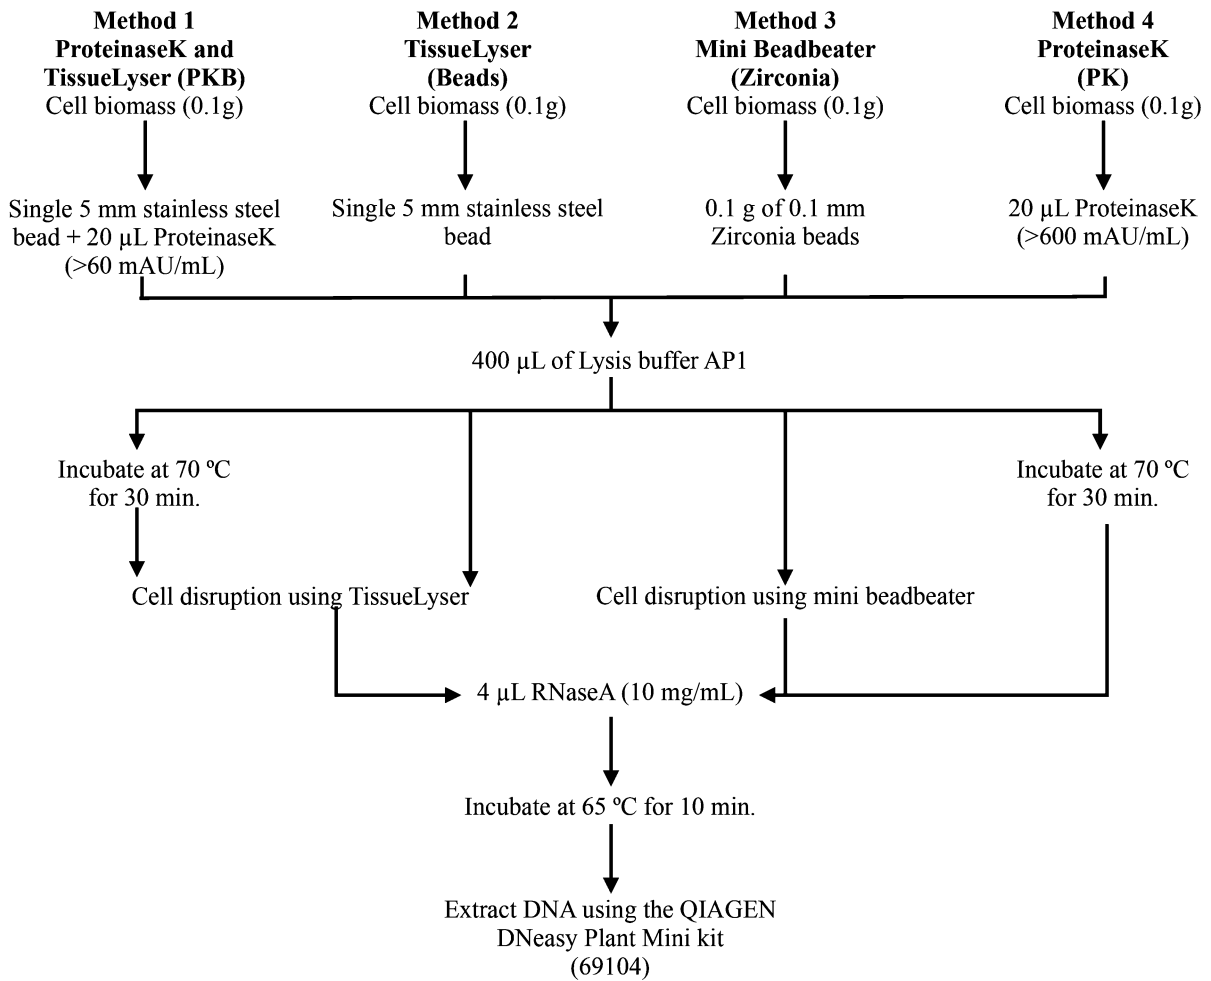 Method 1
ProteinaseK and
TissueLyser (PKB)
Cell biomass (0.1g)
Method 2
TissueLyser
(Beads)
Cell biomass (0.1g)
Method 3
Mini Beadbeater
(Zirconia)
Cell biomass (0.1g)
Method 4
ProteinaseK
(PK)
Cell biomass (0.1g)
Single 5 mm stainless steel
bead + 20 µL ProteinaseK
(>60 mAU/mL)
Single 5 mm stainless steel
bead
0.1 g of 0.1 mm
Zirconia beads
20 µL ProteinaseK
(>600 mAU/mL)
400 µL of Lysis buffer AP1
Incubate at 70 ºC
for 30 min.
Incubate at 70 ºC
for 30 min.
Cell disruption using TissueLyser
Cell disruption using mini beadbeater
4 µL RNaseA (10 mg/mL)
Incubate at 65 ºC for 10 min.
Extract DNA using the QIAGEN
DNeasy Plant Mini kit
(69104)